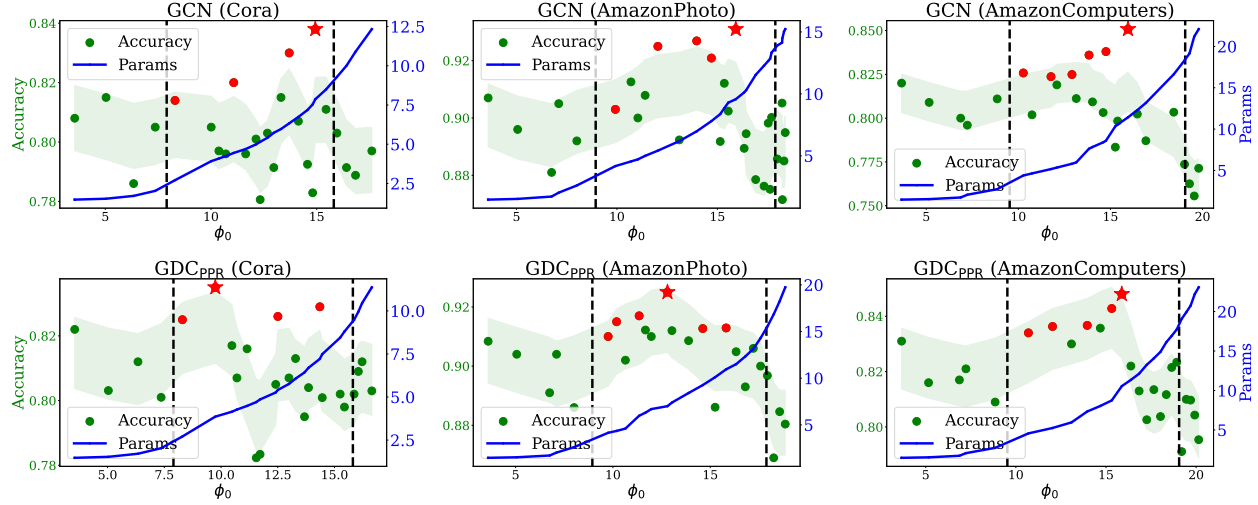 GCN (Cora)
0.84
0.82
0.80
0.78
Accuracy
Accuracy
Params
12.5
10.0
7.5
5.0
2.5
5
10
15
ϕ₀
GCN (AmazonPhoto)
0.92
0.90
0.88
15
10
5
5
10
15
ϕ₀
GCN (AmazonComputers)
0.850
0.825
0.800
0.775
0.750
Accuracy
Params
20
15
10
5
Params
5
10
15
20
ϕ₀
GDC_PPR (Cora)
0.82
0.80
0.78
Accuracy
Accuracy
Params
10.0
7.5
5.0
2.5
5.0
7.5
10.0
12.5
15.0
ϕ₀
GDC_PPR (AmazonPhoto)
0.92
0.90
0.88
Accuracy
Params
20
15
10
5
5
10
15
ϕ₀
GDC_PPR (AmazonComputers)
0.84
0.82
0.80
Accuracy
Params
20
15
10
5
Params
5
10
15
20
ϕ₀
Accuracy
Params